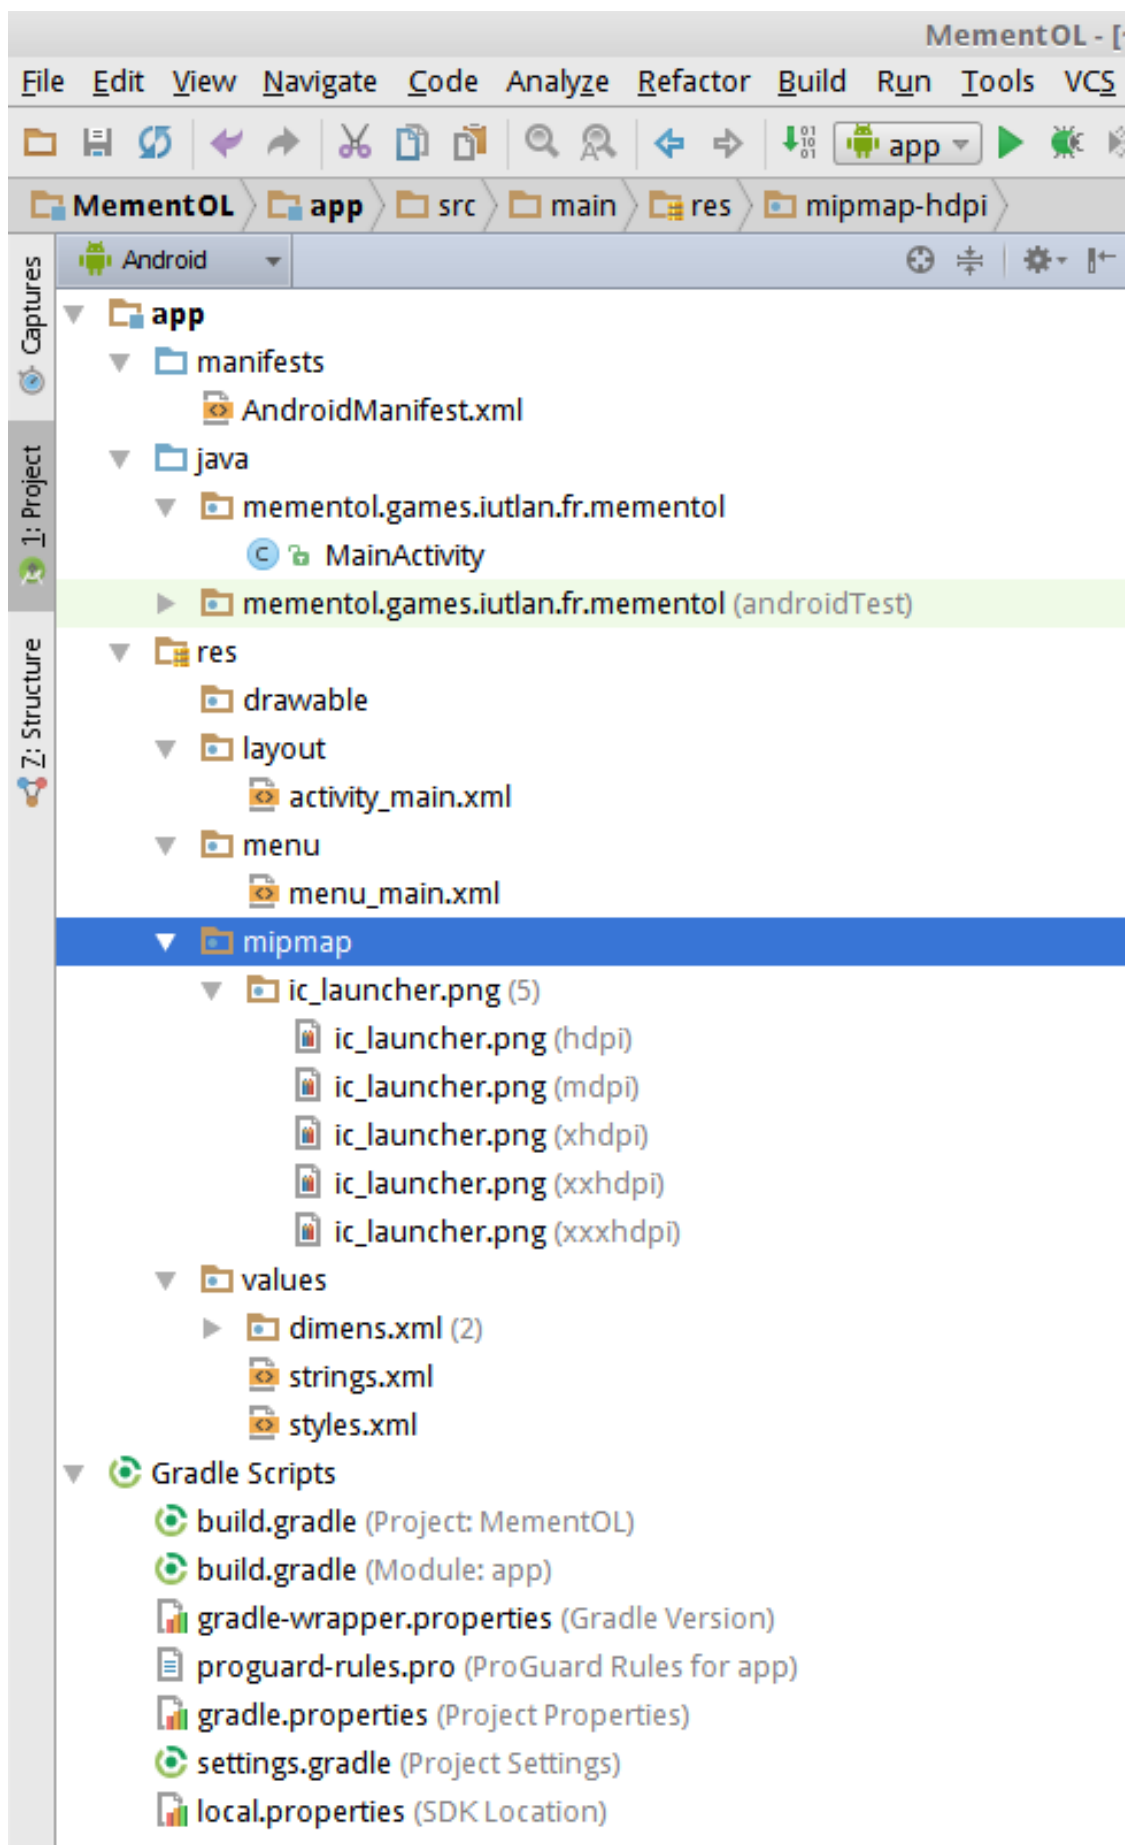 MementOL - [
File Edit View Navigate Code Analyze Refactor Build Run Tools VCS
app
MementOL app src main res mipmap-hdpi
Android
Captures
1: Project
7: Structure
app
manifests
AndroidManifest.xml
java
mementol.games.iutlan.fr.mementol
MainActivity
mementol.games.iutlan.fr.mementol (androidTest)
res
drawable
layout
activity_main.xml
menu
menu_main.xml
mipmap
ic_launcher.png (5)
ic_launcher.png (hdpi)
ic_launcher.png (mdpi)
ic_launcher.png (xhdpi)
ic_launcher.png (xxhdpi)
ic_launcher.png (xxxhdpi)
values
dimens.xml (2)
strings.xml
styles.xml
Gradle Scripts
build.gradle (Project: MementOL)
build.gradle (Module: app)
gradle-wrapper.properties (Gradle Version)
proguard-rules.pro (ProGuard Rules for app)
gradle.properties (Project Properties)
settings.gradle (Project Settings)
local.properties (SDK Location)